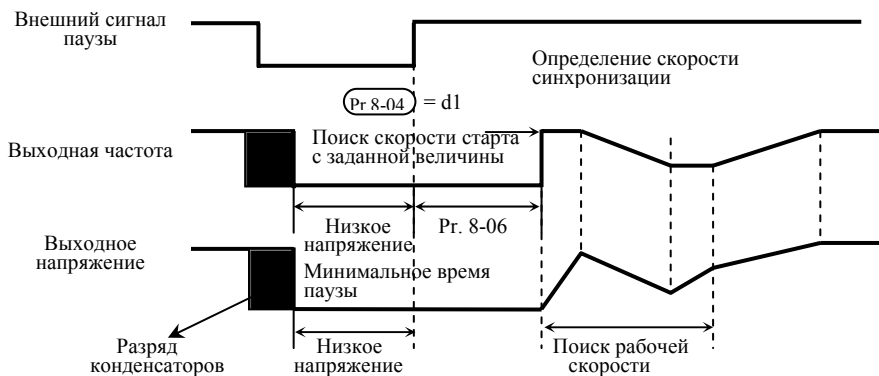 Внешний сигнал
паузы
Определение скорости
синхронизации
Pr 8-04 = d1
Поиск скорости старта
с заданной величины
Выходная частота
Низкое
напряжение
Pr. 8-06
Выходное
напряжение
Минимальное время
паузы
Разряд
конденсаторов
Низкое
напряжение
Поиск рабочей
скорости